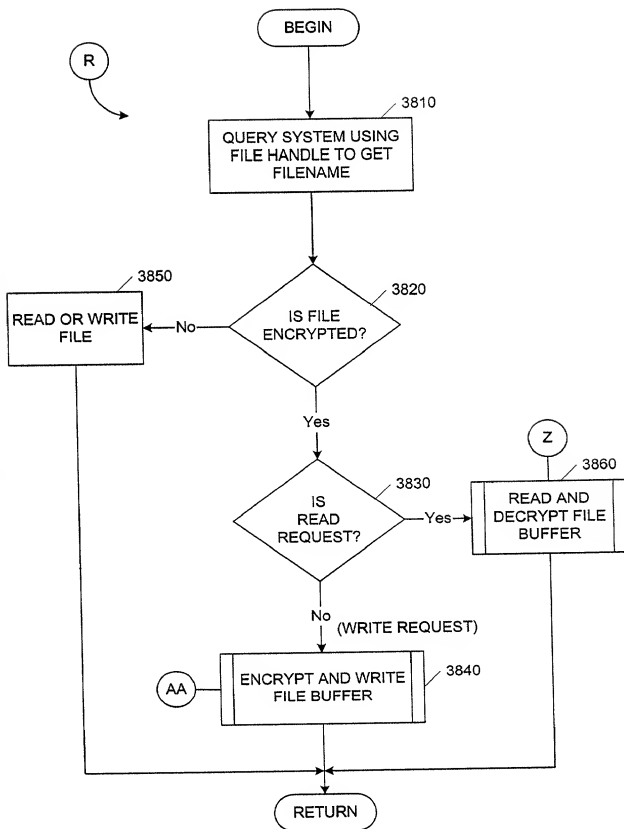 BEGIN
R
3810
QUERY SYSTEM USING
FILE HANDLE TO GET
FILENAME
3850
3820
READ OR WRITE
FILE
No
IS FILE
ENCRYPTED?
Yes
Z
3830
3860
IS
READ
REQUEST?
Yes
READ AND
DECRYPT FILE
BUFFER
No
(WRITE REQUEST)
AA
ENCRYPT AND WRITE
FILE BUFFER
3840
RETURN